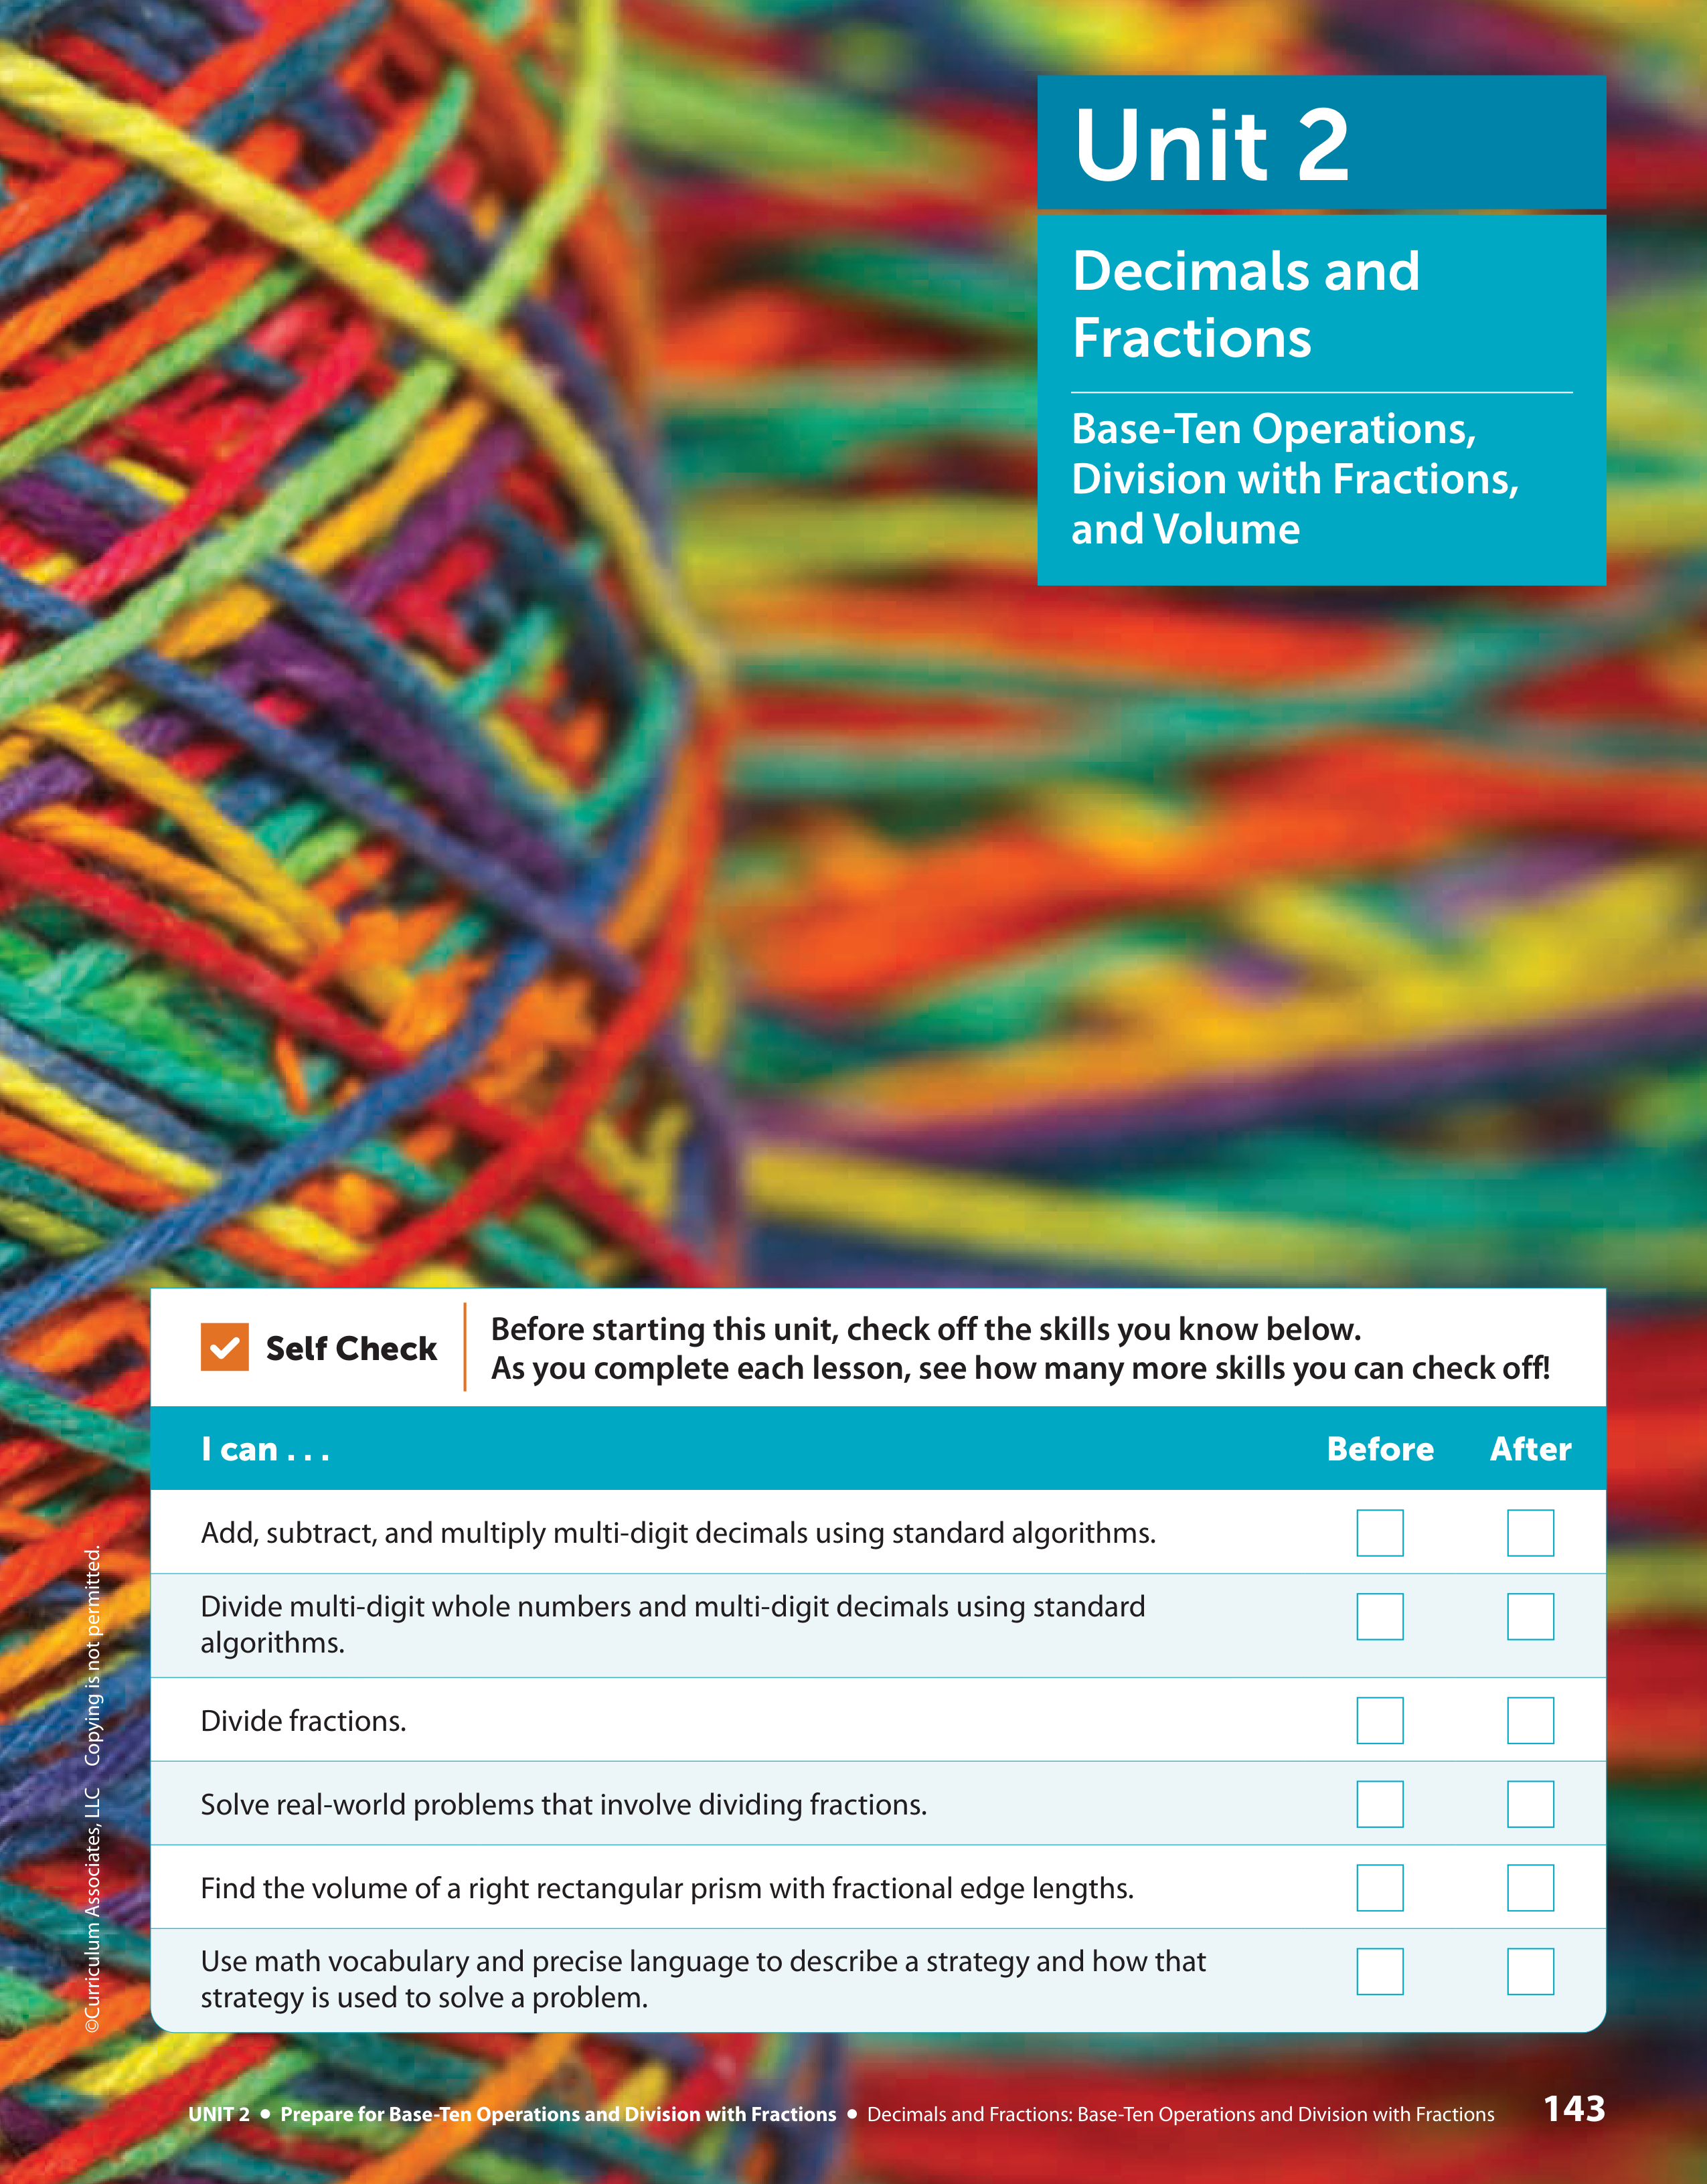 Unit 2
Decimals and
Fractions
Base-Ten Operations,
Division with Fractions,
and Volume
Self Check
Before starting this unit, check off the skills you know below.
As you complete each lesson, see how many more skills you can check off!
I can . . . Before After
Add, subtract, and multiply multi-digit decimals using standard algorithms.
Divide multi-digit whole numbers and multi-digit decimals using standard
algorithms.
Divide fractions.
Solve real-world problems that involve dividing fractions.
Find the volume of a right rectangular prism with fractional edge lengths.
Use math vocabulary and precise language to describe a strategy and how that
strategy is used to solve a problem.
©Curriculum Associates, LLC Copying is not permitted.
UNIT 2 • Prepare for Base-Ten Operations and Division with Fractions • Decimals and Fractions: Base-Ten Operations and Division with Fractions 143